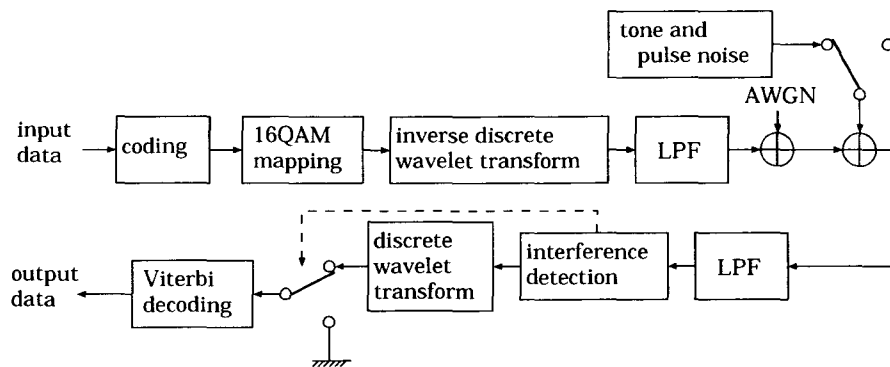 tone and
pulse noise
AWGN
input
data
coding
16QAM
mapping
inverse discrete
wavelet transform
LPF
output
data
Viterbi
decoding
discrete
wavelet
transform
interference
detection
LPF